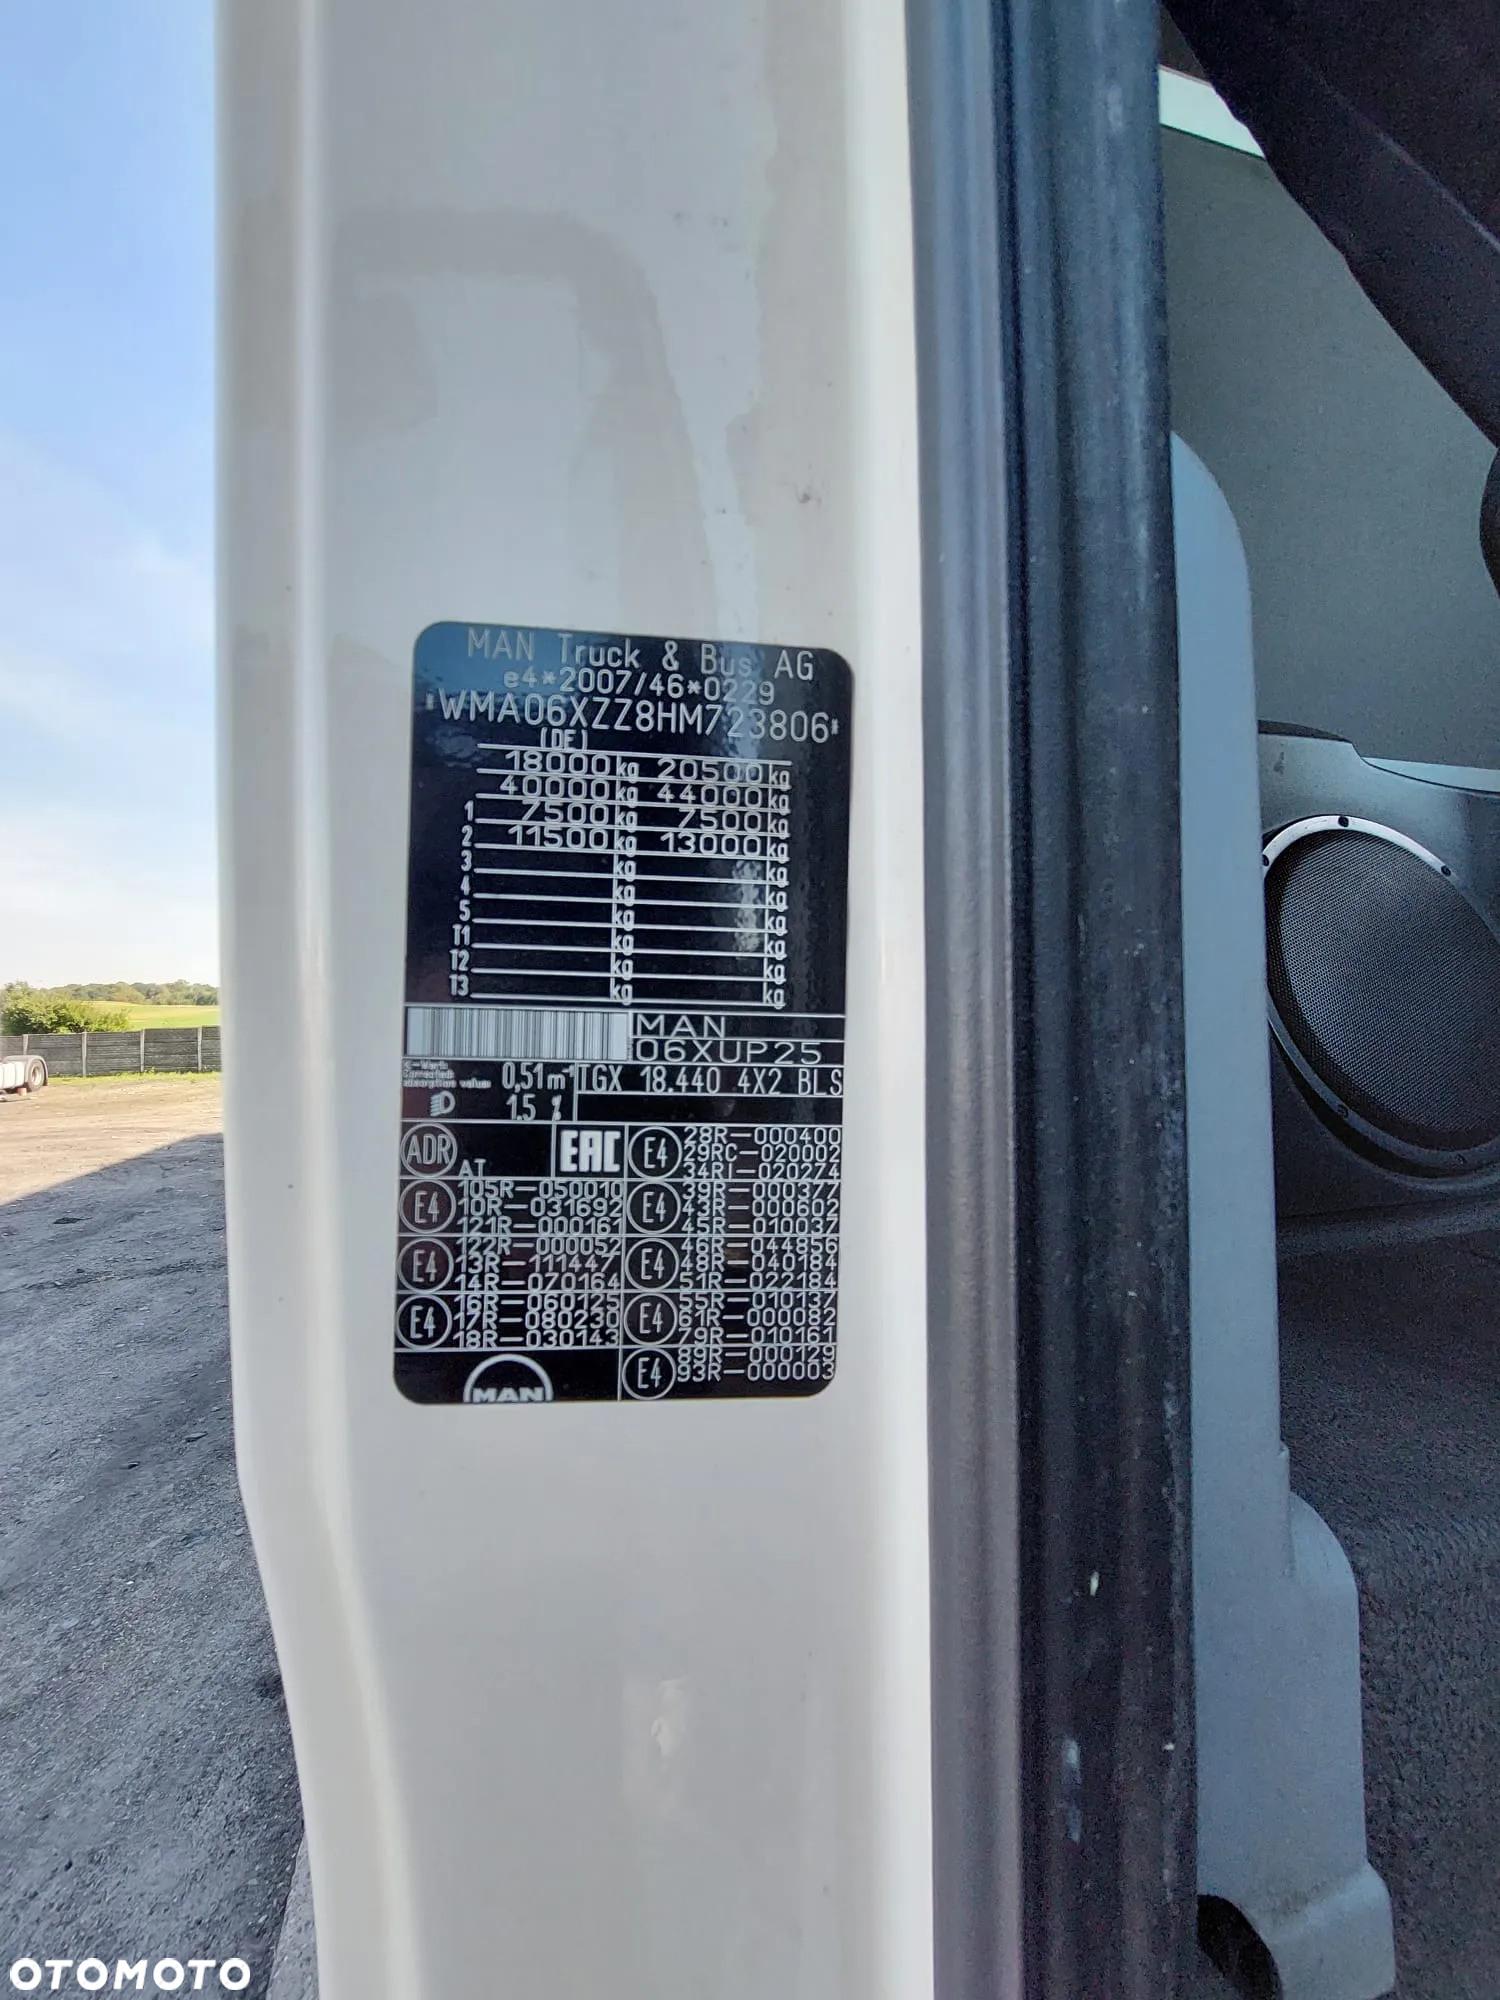 MAN Truck & Bus AG
e4*2007/46*0229
*WMA06XZZ8HM723806*
(DE)
18000 kg 20500 kg
40000 kg 44000 kg
1 7500 kg 7500 kg
2 11500 kg 13000 kg
3 kg kg
4 kg kg
5 kg kg
T1 kg kg
T2 kg kg
T3 kg kg
MAN
06XUP25
Corrected
absorption value
0,51 m⁻¹
TGX 18.440 4X2 BLS
1.5 %
ADR AT
EAC
E4
28R-000400
29RC-020002
34RI-020274
E4
105R-050010
10R-031692
121R-000161
E4
39R-000377
43R-000602
45R-010037
E4
122R-000052
13R-111447
14R-070164
E4
46R-044856
48R-040184
51R-022184
E4
16R-060125
17R-080230
18R-030143
E4
55R-010137
61R-000082
79R-010161
E4
89R-000129
93R-000003
MAN
OTOMOTO